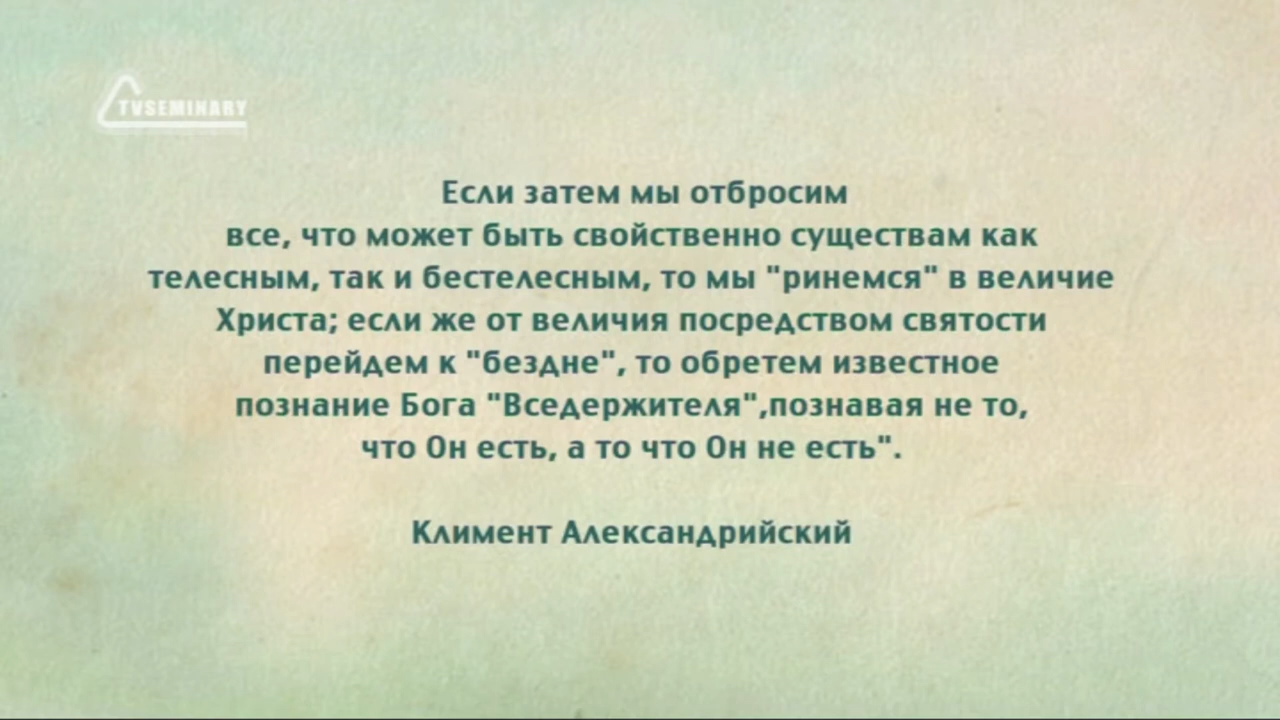 TVSEMINARY
Если затем мы отбросим
все, что может быть свойственно существам как
телесным, так и бестелесным, то мы "ринемся" в величие
Христа; если же от величия посредством святости
перейдем к "бездне", то обретем известное
познание Бога "Вседержителя",познавая не то,
что Он есть, а то что Он не есть".
Климент Александрийский